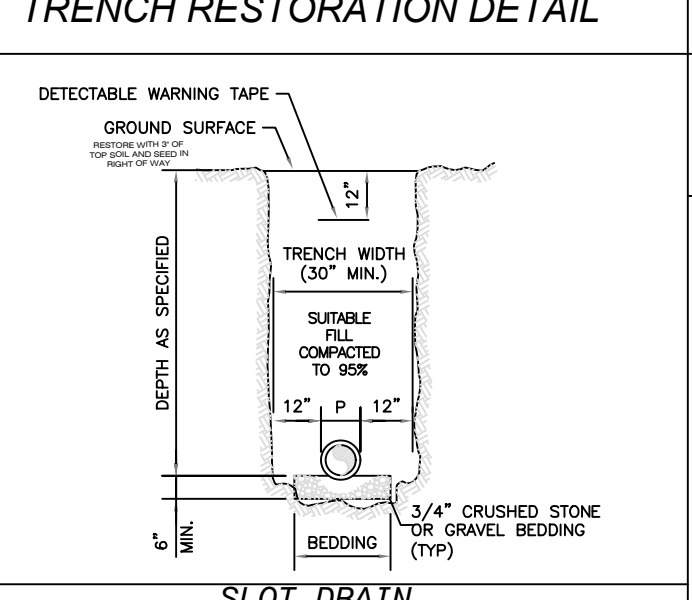 TRENCH RESTORATION DETAIL
DETECTABLE WARNING TAPE
GROUND SURFACE
RESTORE WITH 3" OF
TOP SOIL AND SEED IN
RIGHT OF WAY
12"
TRENCH WIDTH
(30" MIN.)
DEPTH AS SPECIFIED
SUITABLE
FILL
COMPACTED
TO 95%
12" P 12"
6"
MIN.
BEDDING
3/4" CRUSHED STONE
OR GRAVEL BEDDING
(TYP)
SLOT DRAIN